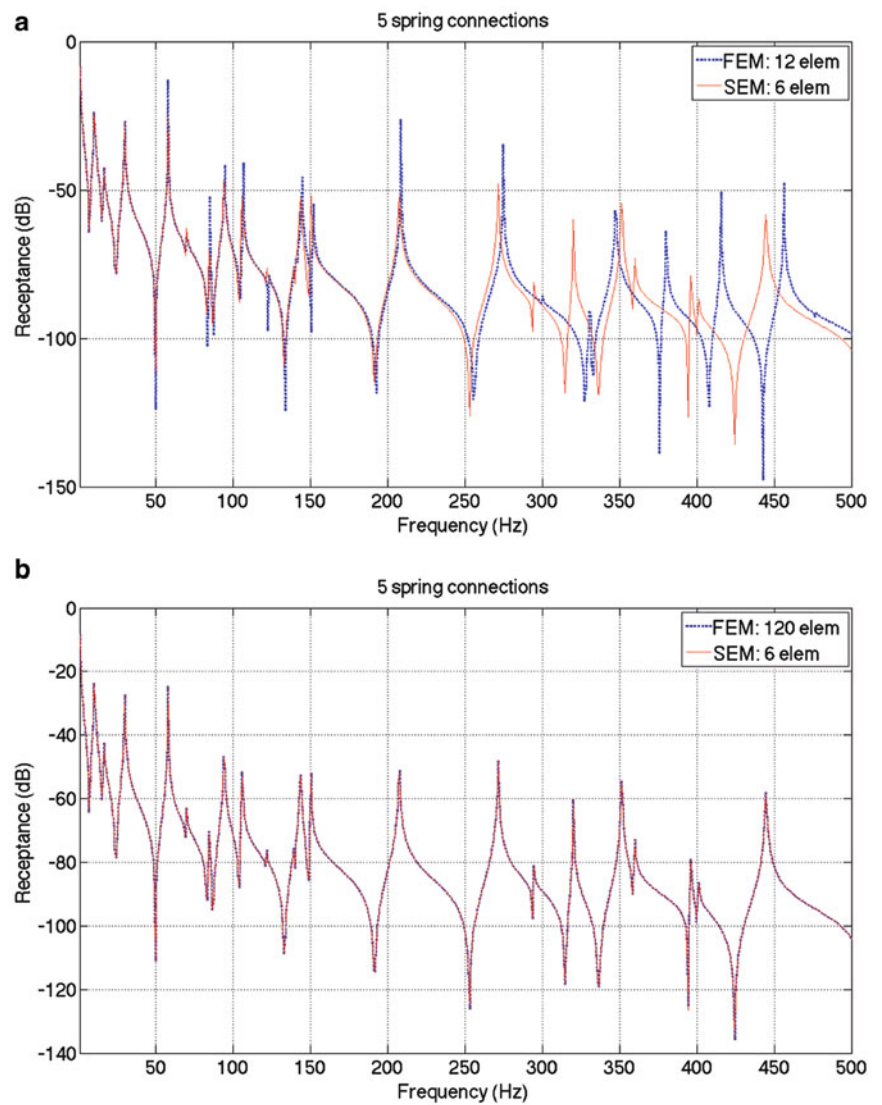 a
5 spring connections
FEM: 12 elem
SEM: 6 elem
0
-50
-100
-150
Receptance (dB)
50 100 150 200 250 300 350 400 450 500
Frequency (Hz)
b
5 spring connections
FEM: 120 elem
SEM: 6 elem
0
-20
-40
-60
-80
-100
-120
-140
Receptance (dB)
50 100 150 200 250 300 350 400 450 500
Frequency (Hz)